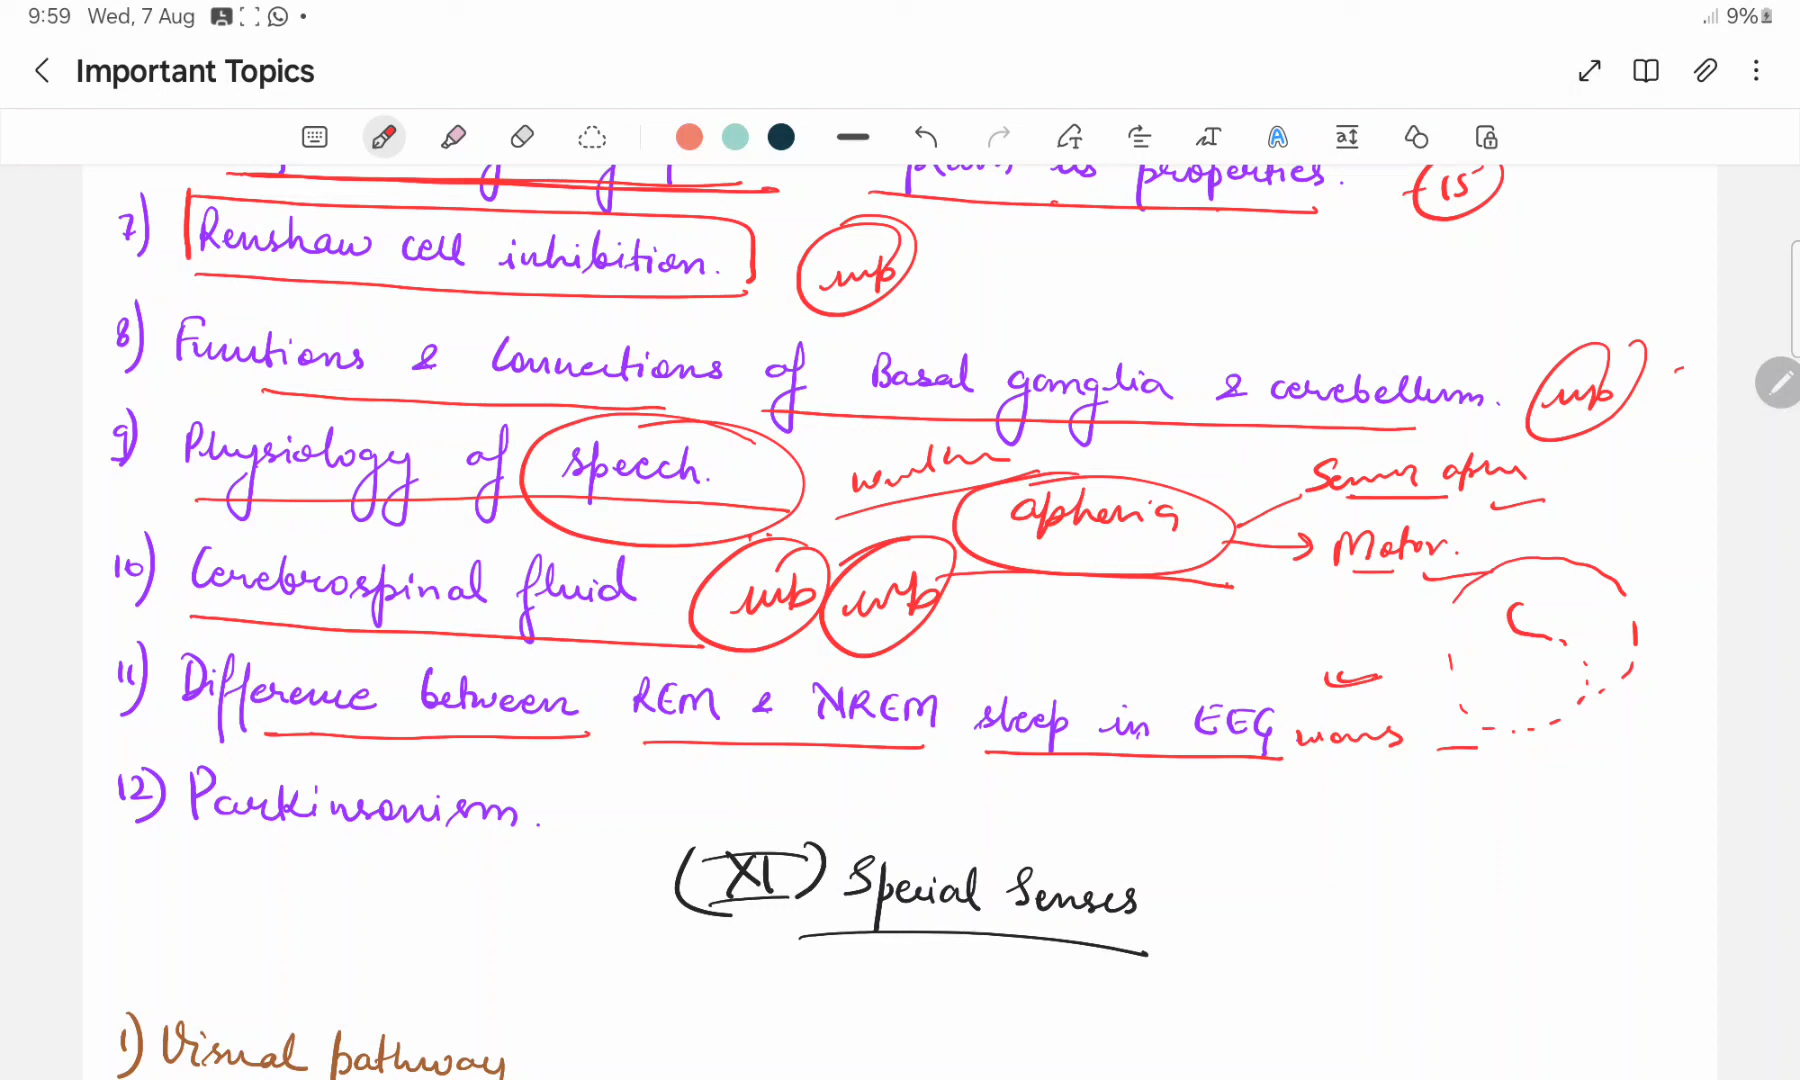 9:59 Wed, 7 Aug
9%
Important Topics
its properties. 15
7) Renshaw cell inhibition. imp
8) Functions & Connections of Basal ganglia & cerebellum. imp
9) Physiology of speech.
aphasia
Motor.
10) Cerebrospinal fluid imp imp
11) Difference between REM & NREM sleep in EEG waves
12) Parkinsonism.
(XI) Special Senses
1) Visual pathway